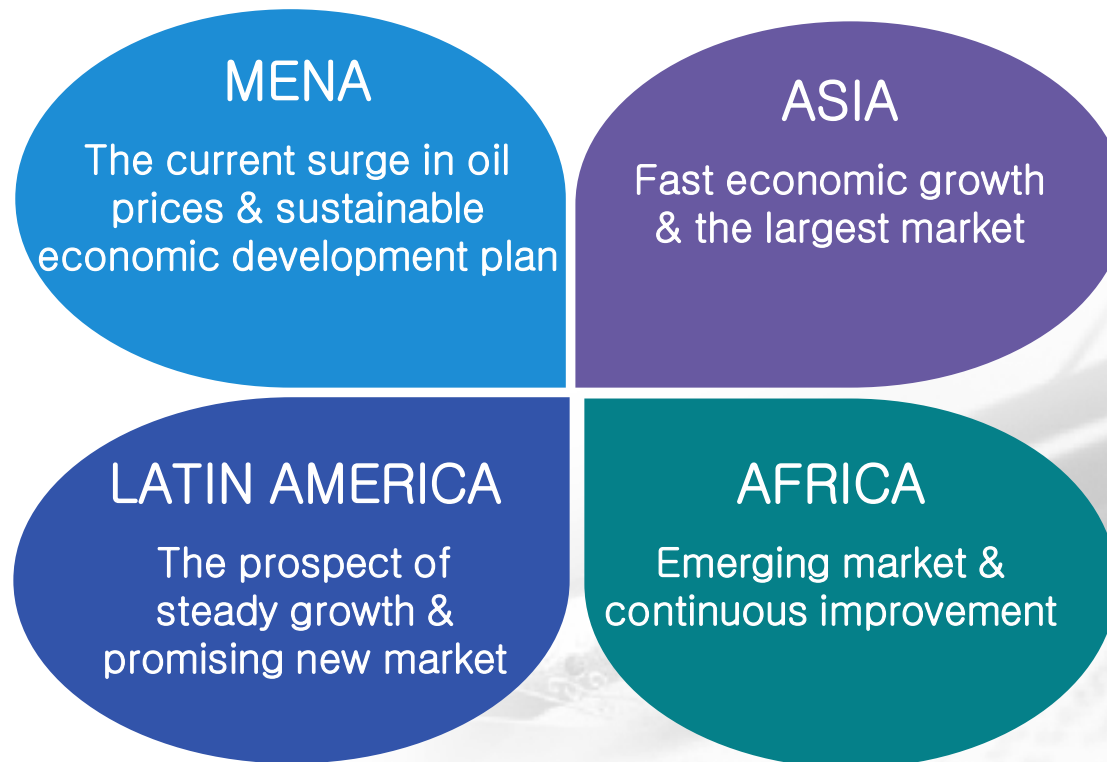 MENA
The current surge in oil
prices & sustainable
economic development plan
ASIA
Fast economic growth
& the largest market
LATIN AMERICA
The prospect of
steady growth &
promising new market
AFRICA
Emerging market &
continuous improvement